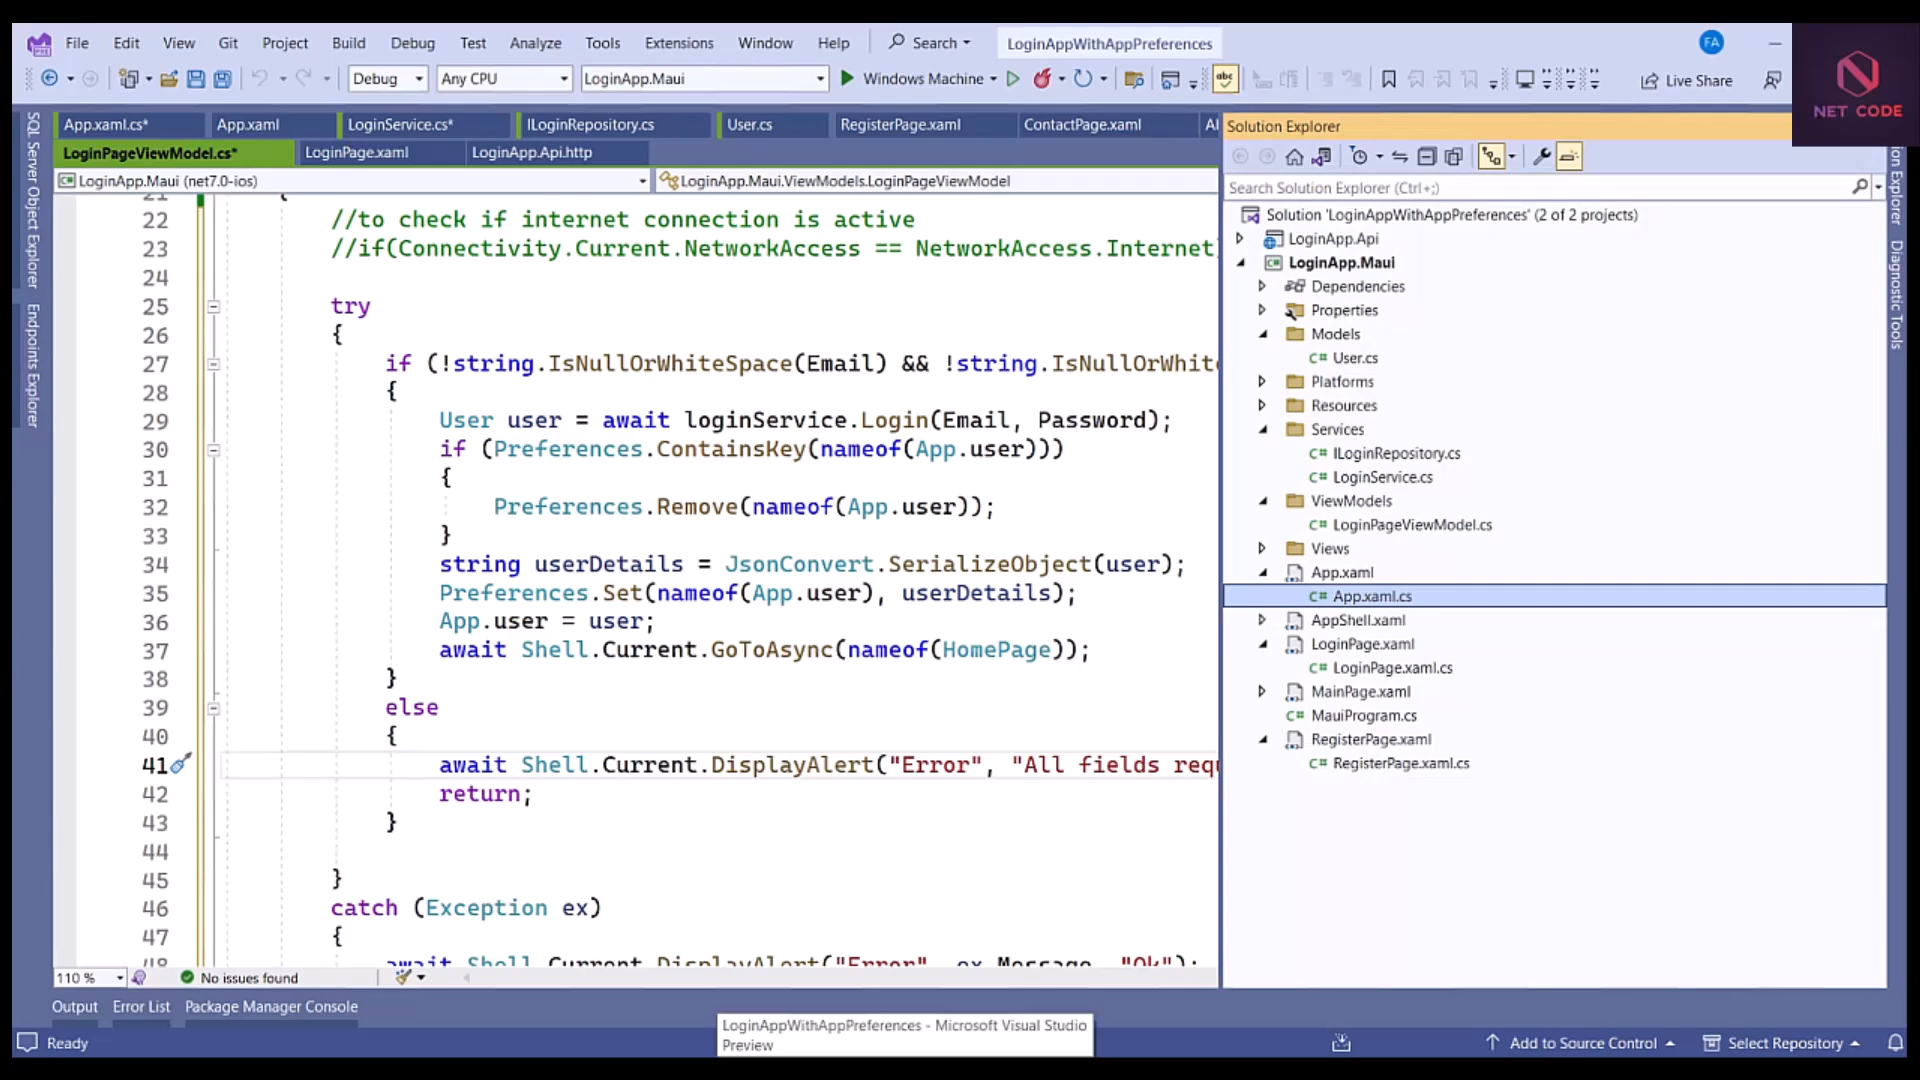 File Edit View Git Project Build Debug Test Analyze Tools Extensions Window Help Search LoginAppWithAppPreferences FA
Debug Any CPU LoginApp.Maui Windows Machine abc Live Share
NET CODE
App.xaml.cs* App.xaml LoginService.cs* ILoginRepository.cs User.cs RegisterPage.xaml ContactPage.xaml
LoginPageViewModel.cs* LoginPage.xaml LoginApp.Api.http
LoginApp.Maui (net7.0-ios) LoginApp.Maui.ViewModels.LoginPageViewModel
SQL Server Object Explorer
Endpoints Explorer
22 //to check if internet connection is active
23 //if(Connectivity.Current.NetworkAccess == NetworkAccess.Internet
24
25 try
26 {
27 if (!string.IsNullOrWhiteSpace(Email) && !string.IsNullOrWhite
28 {
29 User user = await loginService.Login(Email, Password);
30 if (Preferences.ContainsKey(nameof(App.user)))
31 {
32 Preferences.Remove(nameof(App.user));
33 }
34 string userDetails = JsonConvert.SerializeObject(user);
35 Preferences.Set(nameof(App.user), userDetails);
36 App.user = user;
37 await Shell.Current.GoToAsync(nameof(HomePage));
38 }
39 else
40 {
41 await Shell.Current.DisplayAlert("Error", "All fields req
42 return;
43 }
44
45 }
46 catch (Exception ex)
47 {
48 await Shell.Current.DisplayAlert("Error", ex.Message, "Ok");
110 % No issues found
Solution Explorer
Search Solution Explorer (Ctrl+;)
Solution 'LoginAppWithAppPreferences' (2 of 2 projects)
LoginApp.Api
LoginApp.Maui
Dependencies
Properties
Models
C# User.cs
Platforms
Resources
Services
C# ILoginRepository.cs
C# LoginService.cs
ViewModels
C# LoginPageViewModel.cs
Views
App.xaml
C# App.xaml.cs
AppShell.xaml
LoginPage.xaml
C# LoginPage.xaml.cs
MainPage.xaml
C# MauiProgram.cs
RegisterPage.xaml
C# RegisterPage.xaml.cs
Diagnostic Tools
Output Error List Package Manager Console
LoginAppWithAppPreferences - Microsoft Visual Studio
Preview
Ready Add to Source Control Select Repository